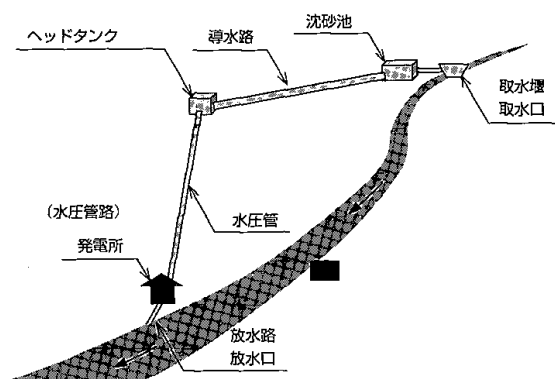 沈砂池
ヘッドタンク
導水路
取水堰
取水口
(水圧管路)
水圧管
発電所
放水路
放水口